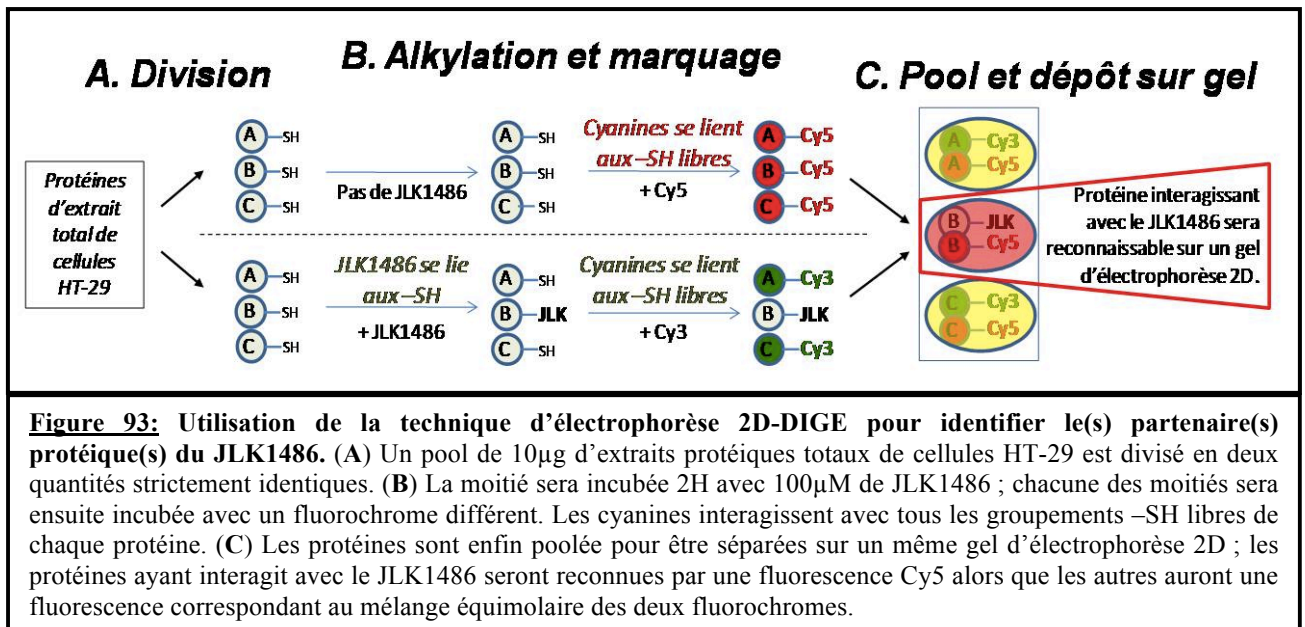 A. Division
B. Alkylation et marquage
C. Pool et dépôt sur gel
Protéines
d'extrait
total de
cellules
HT-29
A –SH
B –SH
C –SH
Pas de JLK1486
A –SH
B –SH
C –SH
Cyanines se lient
aux –SH libres
+ Cy5
A –Cy5
B –Cy5
C –Cy5
A –SH
B –SH
C –SH
JLK1486 se lie
aux –SH
+ JLK1486
A –SH
B –JLK
C –SH
Cyanines se lient
aux –SH libres
+ Cy3
A –Cy3
B –JLK
C –Cy3
A –Cy3
A –Cy5
B –JLK
B –Cy5
C –Cy3
C –Cy5
Protéine interagissant
avec le JLK1486 sera
reconnaissable sur un gel
d'électrophorèse 2D.
Figure 93: Utilisation de la technique d'électrophorèse 2D-DIGE pour identifier le(s) partenaire(s)
protéique(s) du JLK1486. (A) Un pool de 10µg d'extraits protéiques totaux de cellules HT-29 est divisé en deux
quantités strictement identiques. (B) La moitié sera incubée 2H avec 100µM de JLK1486 ; chacune des moitiés sera
ensuite incubée avec un fluorochrome différent. Les cyanines interagissent avec tous les groupements –SH libres de
chaque protéine. (C) Les protéines sont enfin poolée pour être séparées sur un même gel d'électrophorèse 2D ; les
protéines ayant interagit avec le JLK1486 seront reconnues par une fluorescence Cy5 alors que les autres auront une
fluorescence correspondant au mélange équimolaire des deux fluorochromes.